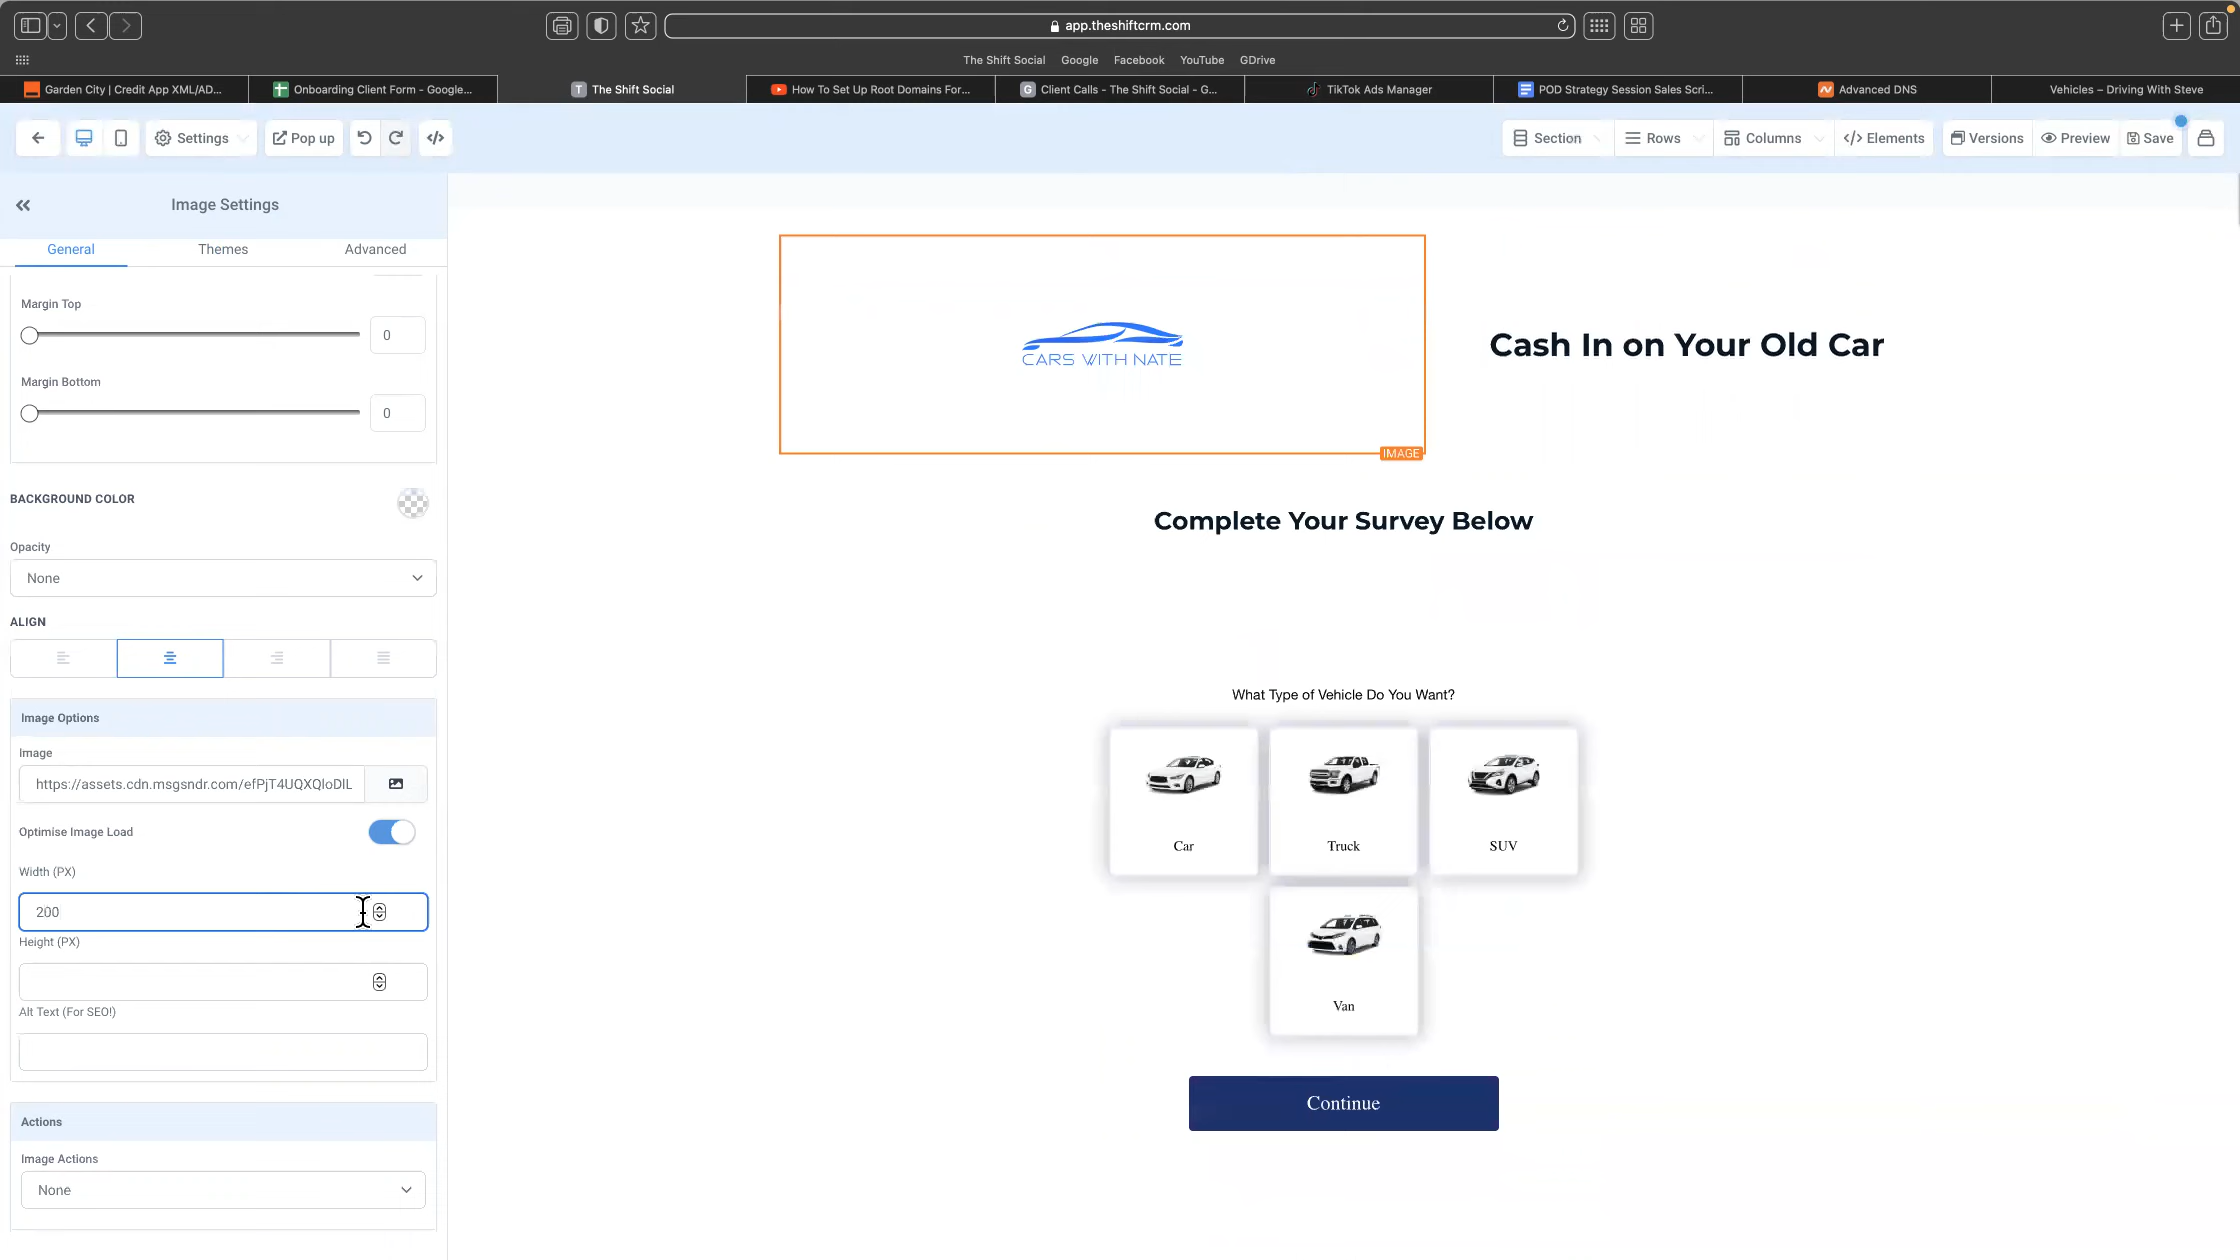 app.theshiftcrm.com
The Shift Social Google Facebook YouTube GDrive
Garden City | Credit App XML/AD...
Onboarding Client Form - Google...
The Shift Social
How To Set Up Root Domains For...
Client Calls - The Shift Social - G...
TikTok Ads Manager
POD Strategy Session Sales Scri...
Advanced DNS
Vehicles – Driving With Steve
Settings
Pop up
Section
Rows
Columns
Elements
Versions
Preview
Save
Image Settings
General
Themes
Advanced
Margin Top
0
Margin Bottom
0
BACKGROUND COLOR
Opacity
None
ALIGN
Image Options
Image
https://assets.cdn.msgsndr.com/efPjT4UQXQIoDlL
Optimise Image Load
Width (PX)
200
Height (PX)
Alt Text (For SEO!)
Actions
Image Actions
None
CARS WITH NATE
IMAGE
Cash In on Your Old Car
Complete Your Survey Below
What Type of Vehicle Do You Want?
Car
Truck
SUV
Van
Continue